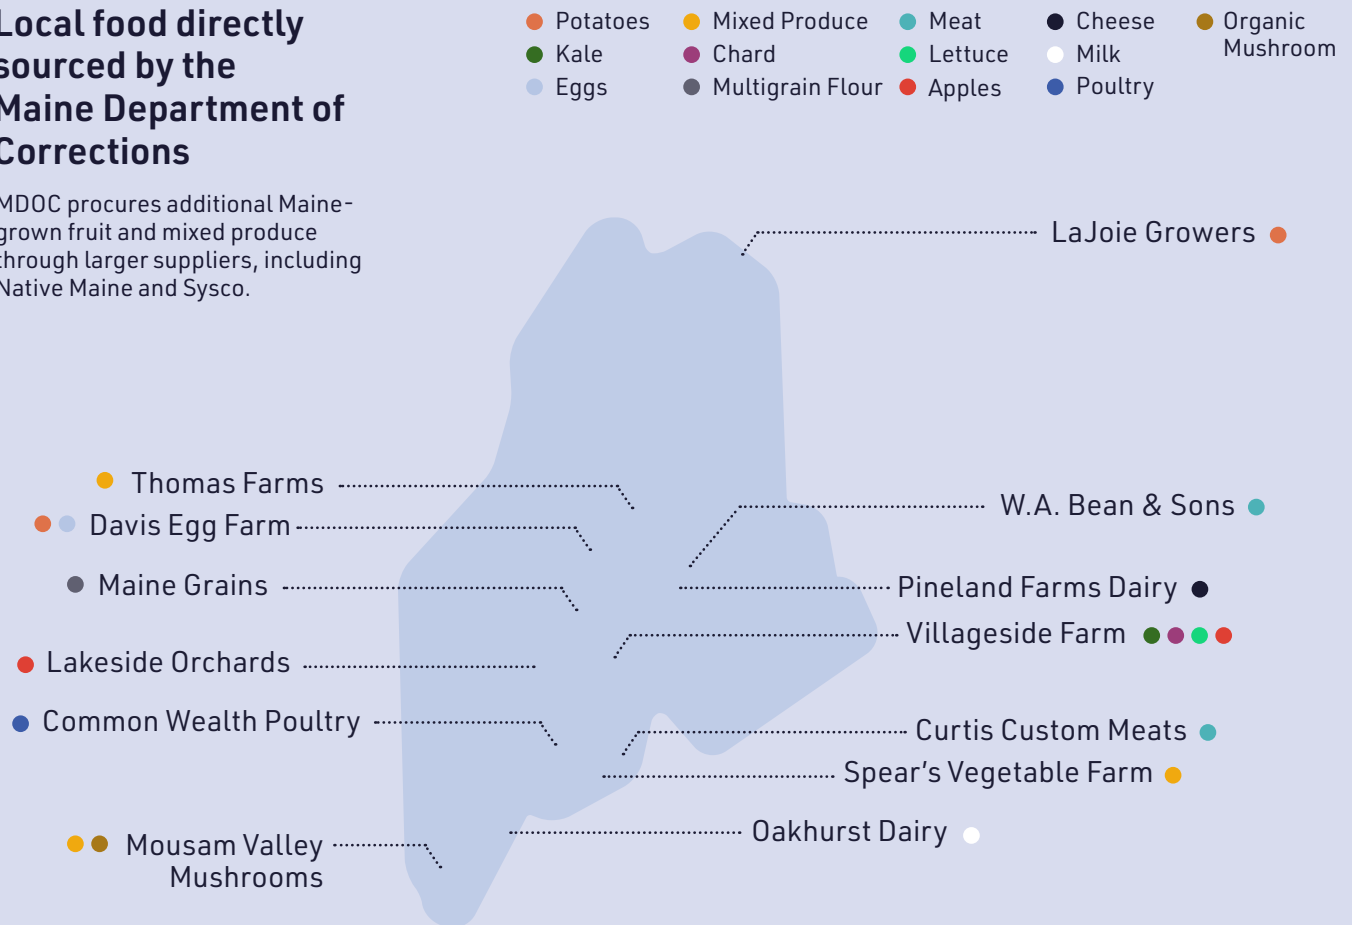 Local food directly
sourced by the
Maine Department of
Corrections
MDOC procures additional Maine-
grown fruit and mixed produce
through larger suppliers, including
Native Maine and Sysco.
Potatoes
Kale
Eggs
Mixed Produce
Chard
Multigrain Flour
Meat
Lettuce
Apples
Cheese
Milk
Poultry
Organic
Mushroom
LaJoie Growers
Thomas Farms
Davis Egg Farm
Maine Grains
Lakeside Orchards
Common Wealth Poultry
Mousam Valley
Mushrooms
W.A. Bean & Sons
Pineland Farms Dairy
Villageside Farm
Curtis Custom Meats
Spear's Vegetable Farm
Oakhurst Dairy